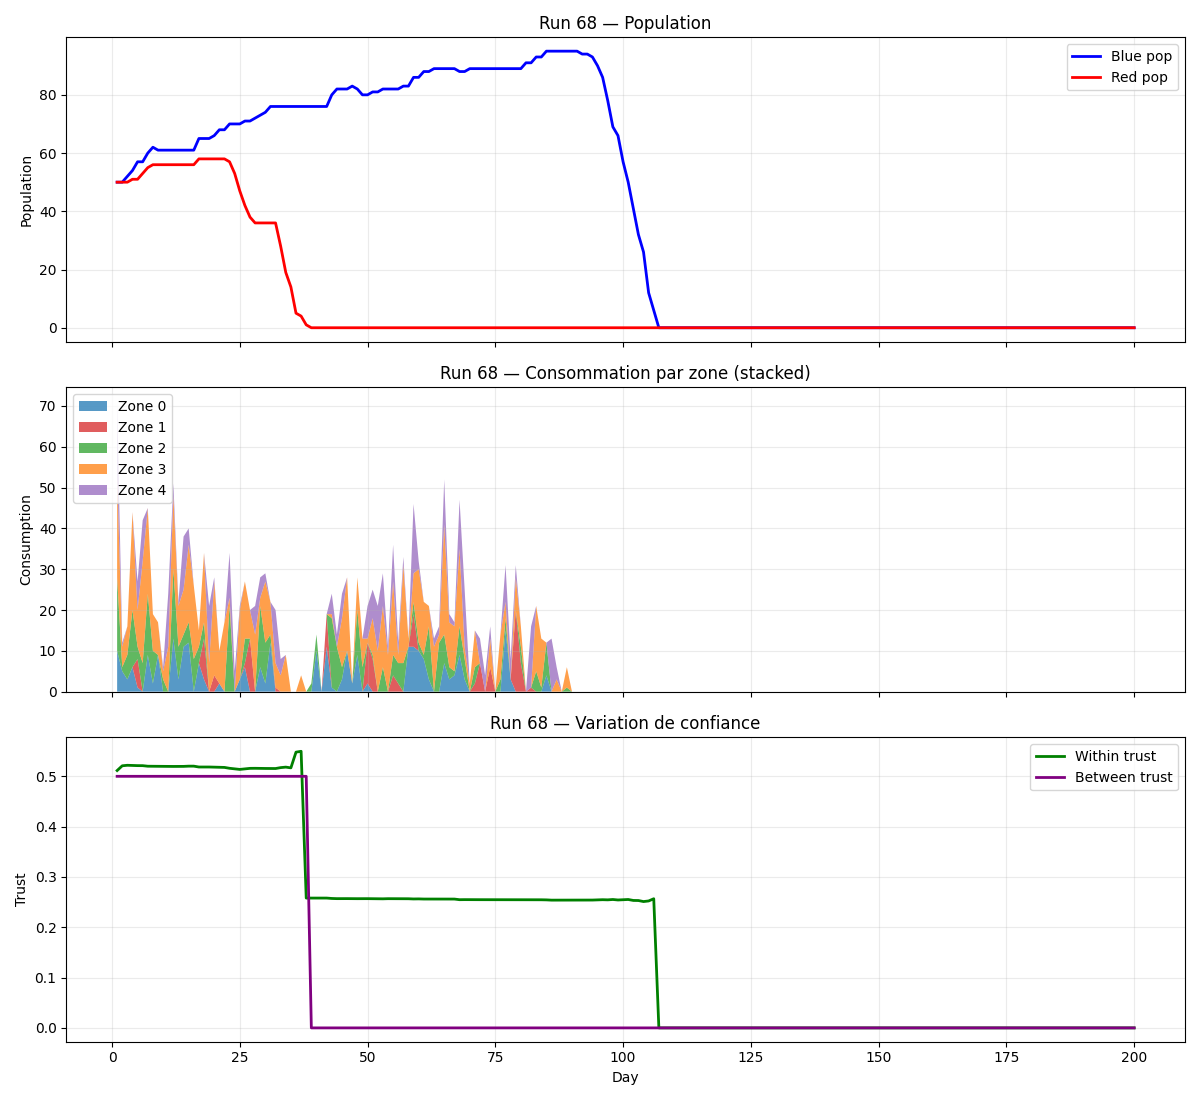 Run 68 — Population
80
60
40
20
0
Population
Blue pop
Red pop
Run 68 — Consommation par zone (stacked)
70
60
50
40
30
20
10
0
Consumption
Zone 0
Zone 1
Zone 2
Zone 3
Zone 4
Run 68 — Variation de confiance
0.5
0.4
0.3
0.2
0.1
0.0
Trust
Within trust
Between trust
0 25 50 75 100 125 150 175 200
Day